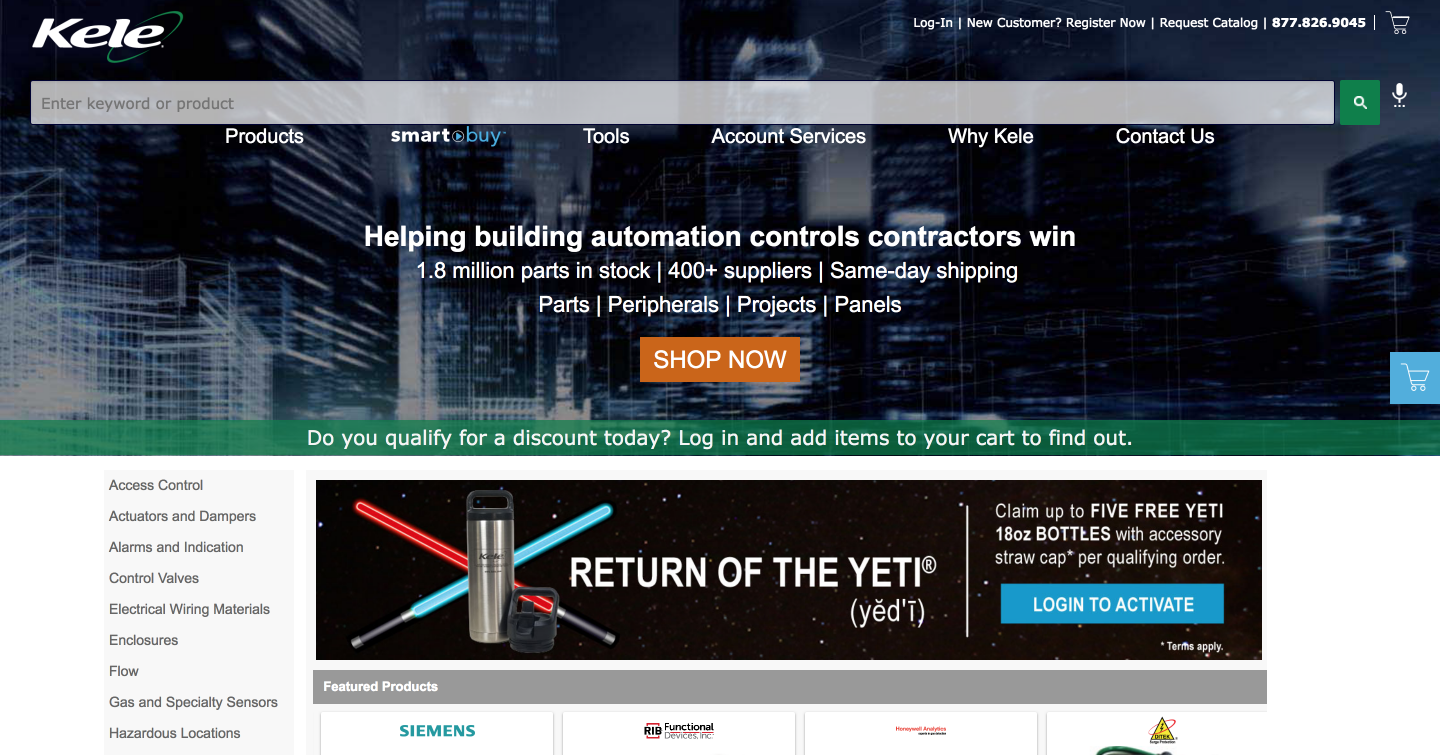 Kele
Log-In | New Customer? Register Now | Request Catalog | 877.826.9045 |
Enter keyword or product
Products
smart buy
Tools
Account Services
Why Kele
Contact Us
Helping building automation controls contractors win
1.8 million parts in stock | 400+ suppliers | Same-day shipping
Parts | Peripherals | Projects | Panels
SHOP NOW
Do you qualify for a discount today? Log in and add items to your cart to find out.
Access Control
Actuators and Dampers
Alarms and Indication
Control Valves
Electrical Wiring Materials
Enclosures
Flow
Gas and Specialty Sensors
Hazardous Locations
Kele
RETURN OF THE YETI®
(yĕd'ī)
Claim up to FIVE FREE YETI
18oz BOTTLES with accessory
straw cap* per qualifying order.
LOGIN TO ACTIVATE
* Terms apply.
Featured Products
SIEMENS
RIB Functional
Devices, Inc.
Honeywell Analytics
DITEK
Surge Protection